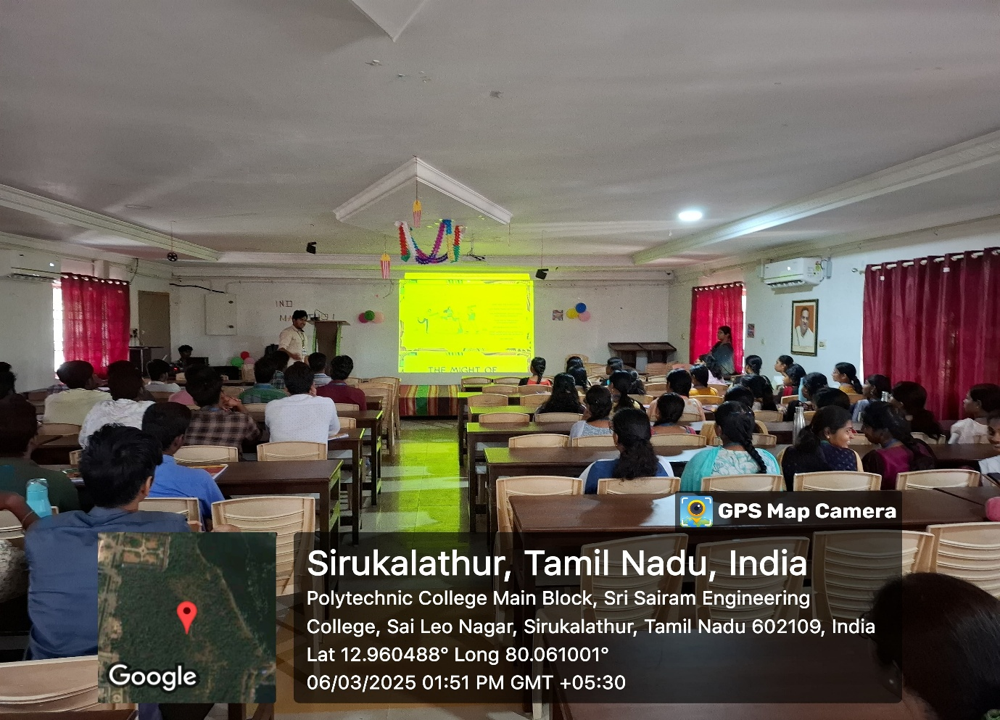 THE MIGHT OF
GPS Map Camera
Sirukalathur, Tamil Nadu, India
Polytechnic College Main Block, Sri Sairam Engineering
College, Sai Leo Nagar, Sirukalathur, Tamil Nadu 602109, India
Lat 12.960488° Long 80.061001°
06/03/2025 01:51 PM GMT +05:30
Google